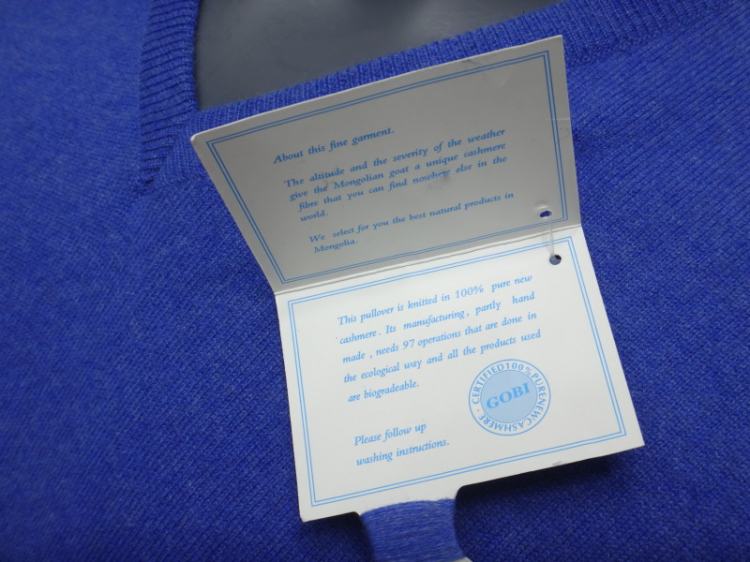 About this fine garment.
The altitude and the severity of the weather
give the Mongolian goat a unique cashmere
fibre that you can find nowhere else in the
world.
We select for you the best natural products in
Mongolia.
This pullover is knitted in 100% pure new
cashmere. Its manufacturing, partly hand
made , needs 97 operations that are done in
the ecological way and all the products used
are biogradeable.
CERTIFIED 100% PURE NEW CASHMERE
GOBI
Please follow up
washing instructions.